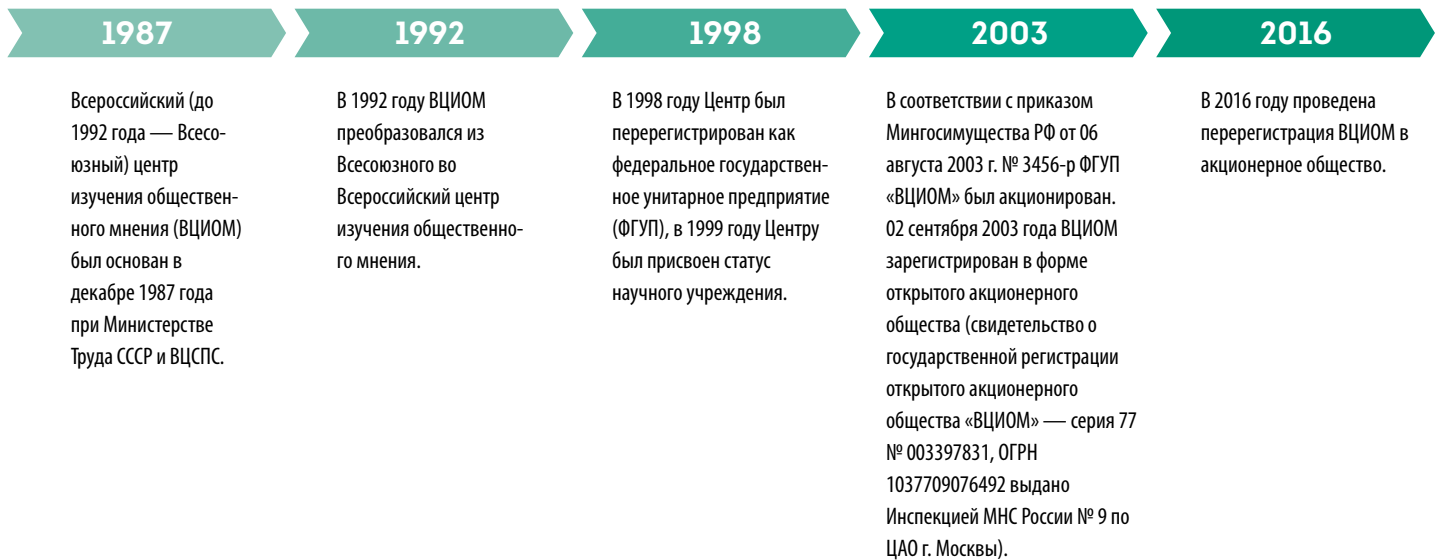 1987
Всероссийский (до
1992 года — Всесо-
юзный) центр
изучения обществен-
ного мнения (ВЦИОМ)
был основан в
декабре 1987 года
при Министерстве
Труда СССР и ВЦСПС.
1992
В 1992 году ВЦИОМ
преобразовался из
Всесоюзного во
Всероссийский центр
изучения общественно-
го мнения.
1998
В 1998 году Центр был
перерегистрирован как
федеральное государствен-
ное унитарное предприятие
(ФГУП), в 1999 году Центру
был присвоен статус
научного учреждения.
2003
В соответствии с приказом
Мингосимущества РФ от 06
августа 2003 г. № 3456-р ФГУП
«ВЦИОМ» был акционирован.
02 сентября 2003 года ВЦИОМ
зарегистрирован в форме
открытого акционерного
общества (свидетельство о
государственной регистрации
открытого акционерного
общества «ВЦИОМ» — серия 77
№ 003397831, ОГРН
1037709076492 выдано
Инспекцией МНС России № 9 по
ЦАО г. Москвы).
2016
В 2016 году проведена
перерегистрация ВЦИОМ в
акционерное общество.